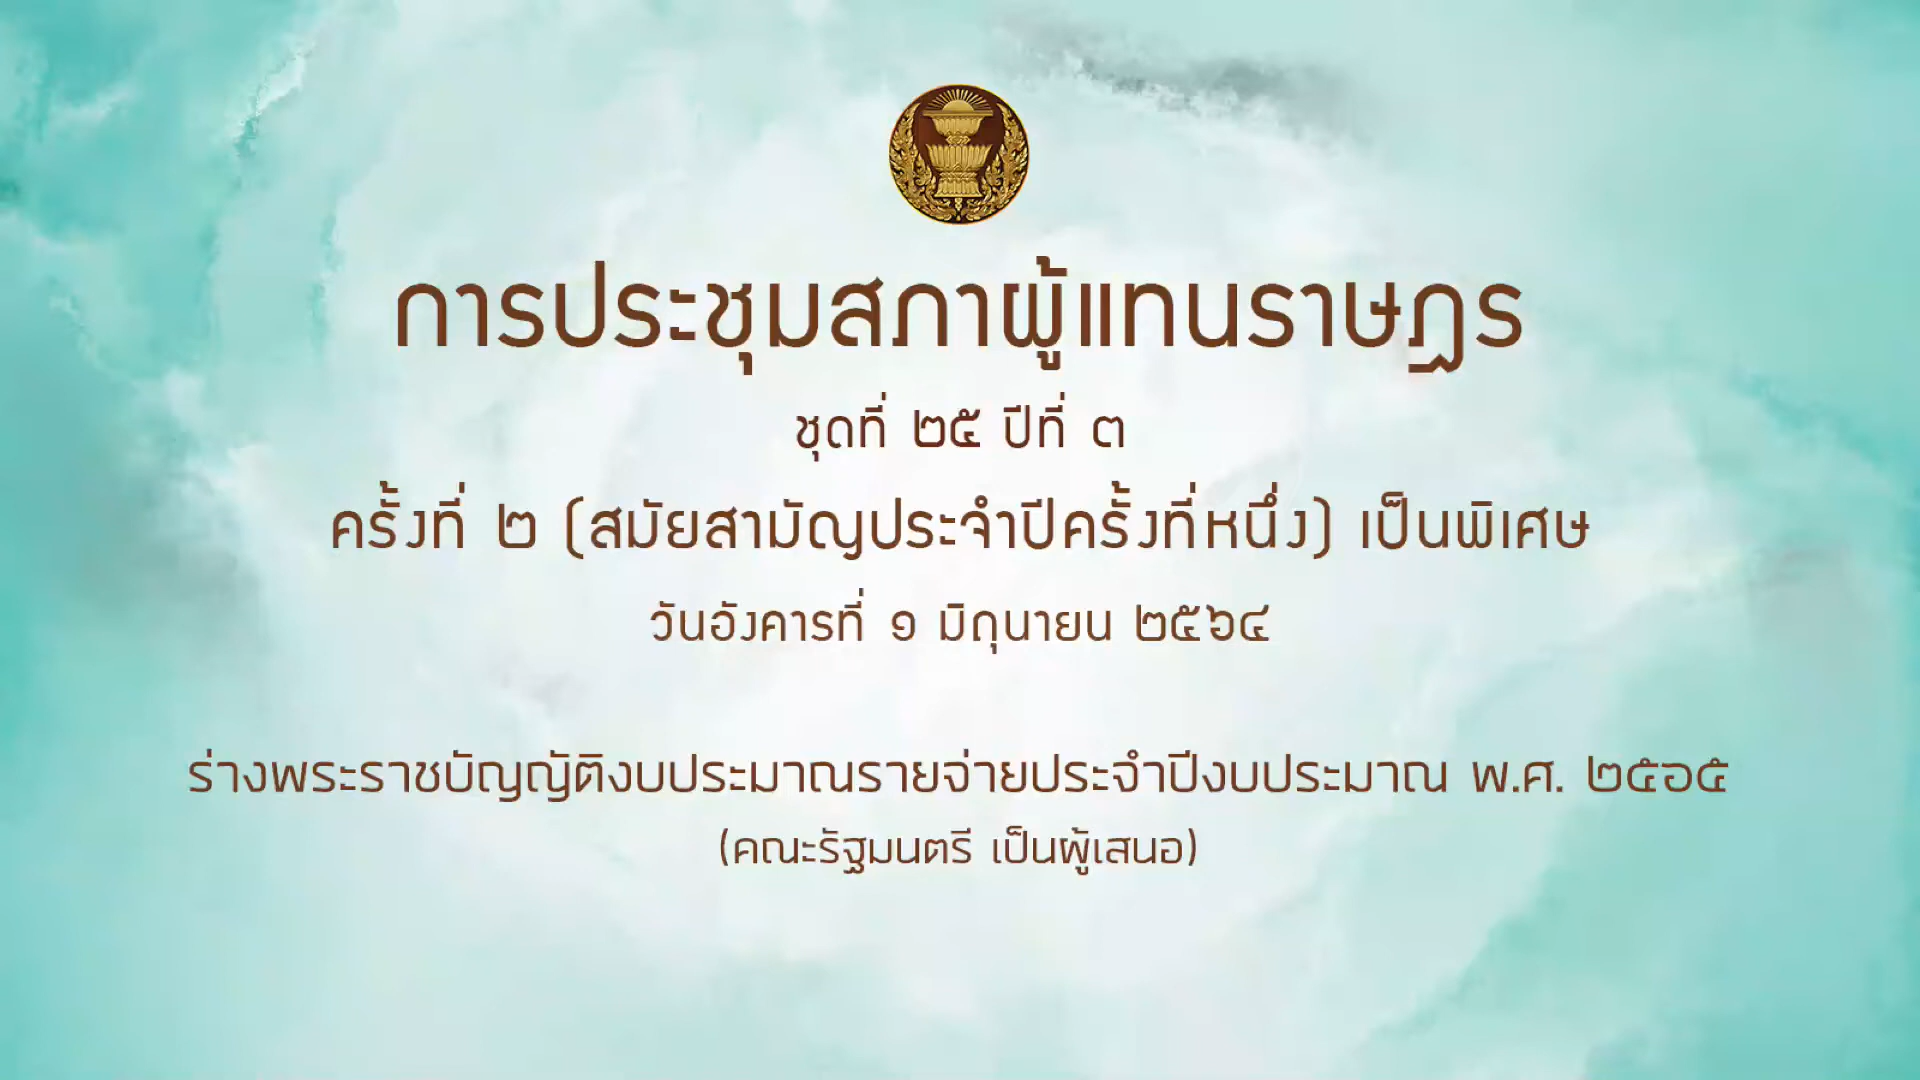 การประชุมสภาผู้แทนราษฎร
ชุดที่ ๒๕ ปีที่ ๓
ครั้งที่ ๒ (สมัยสามัญประจำปีครั้งที่หนึ่ง) เป็นพิเศษ
วันอังคารที่ ๑ มิถุนายน ๒๕๖๔
ร่างพระราชบัญญัติงบประมาณรายจ่ายประจำปีงบประมาณ พ.ศ. ๒๕๖๕
(คณะรัฐมนตรี เป็นผู้เสนอ)